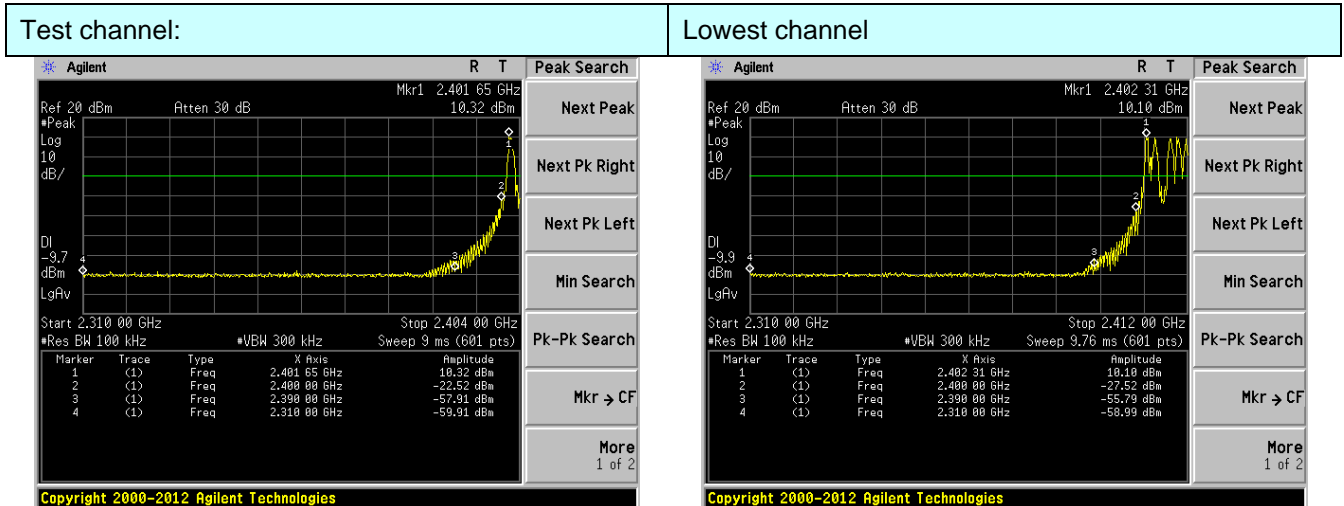 Test channel:
Lowest channel
Agilent
R T
Peak Search
Mkr1 2.401 65 GHz
Ref 20 dBm Atten 30 dB 10.32 dBm
#Peak
Log
10
dB/
DI
-9.7
dBm
LgAv
1
2
3
4
Start 2.310 00 GHz Stop 2.404 00 GHz
#Res BW 100 kHz #VBW 300 kHz Sweep 9 ms (601 pts)
Marker Trace Type X Axis Amplitude
1 (1) Freq 2.401 65 GHz 10.32 dBm
2 (1) Freq 2.400 00 GHz -22.52 dBm
3 (1) Freq 2.390 00 GHz -57.91 dBm
4 (1) Freq 2.310 00 GHz -59.91 dBm
Next Peak
Next Pk Right
Next Pk Left
Min Search
Pk-Pk Search
Mkr → CF
More
1 of 2
Copyright 2000-2012 Agilent Technologies
Agilent
R T
Peak Search
Mkr1 2.402 31 GHz
Ref 20 dBm Atten 30 dB 10.10 dBm
#Peak
Log
10
dB/
DI
-9.9
dBm
LgAv
1
2
3
4
Start 2.310 00 GHz Stop 2.412 00 GHz
#Res BW 100 kHz #VBW 300 kHz Sweep 9.76 ms (601 pts)
Marker Trace Type X Axis Amplitude
1 (1) Freq 2.402 31 GHz 10.10 dBm
2 (1) Freq 2.400 00 GHz -27.52 dBm
3 (1) Freq 2.390 00 GHz -55.79 dBm
4 (1) Freq 2.310 00 GHz -58.99 dBm
Next Peak
Next Pk Right
Next Pk Left
Min Search
Pk-Pk Search
Mkr → CF
More
1 of 2
Copyright 2000-2012 Agilent Technologies